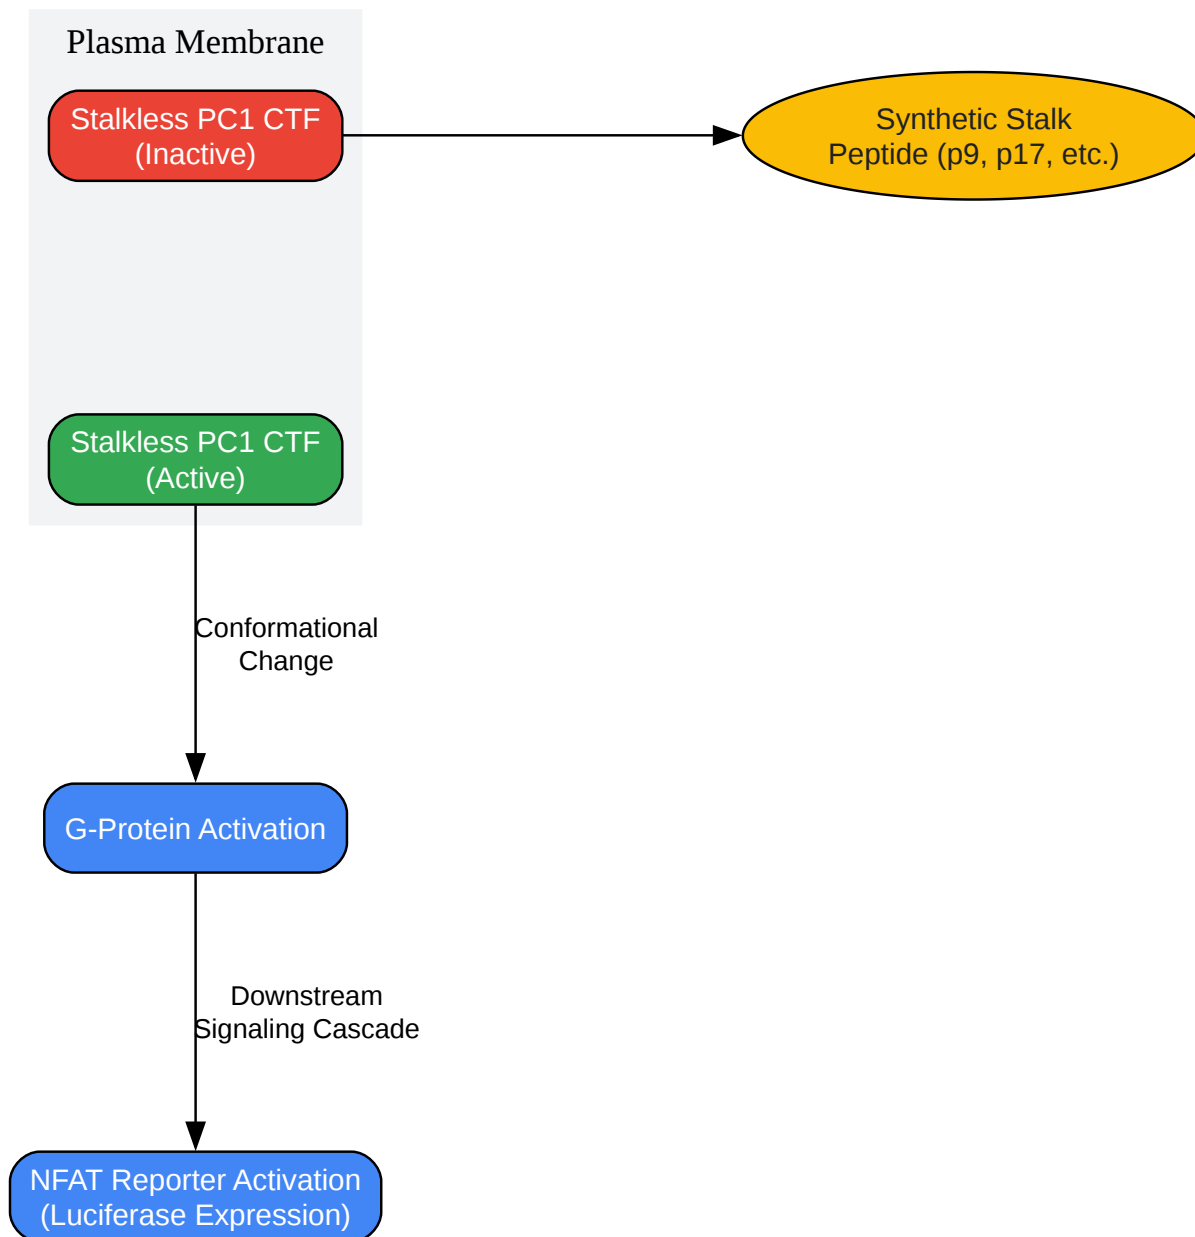 Plasma Membrane
Stalkless PC1 CTF
(Inactive)
Synthetic Stalk
Peptide (p9, p17, etc.)
Stalkless PC1 CTF
(Active)
Conformational
Change
G-Protein Activation
Downstream
Signaling Cascade
NFAT Reporter Activation
(Luciferase Expression)